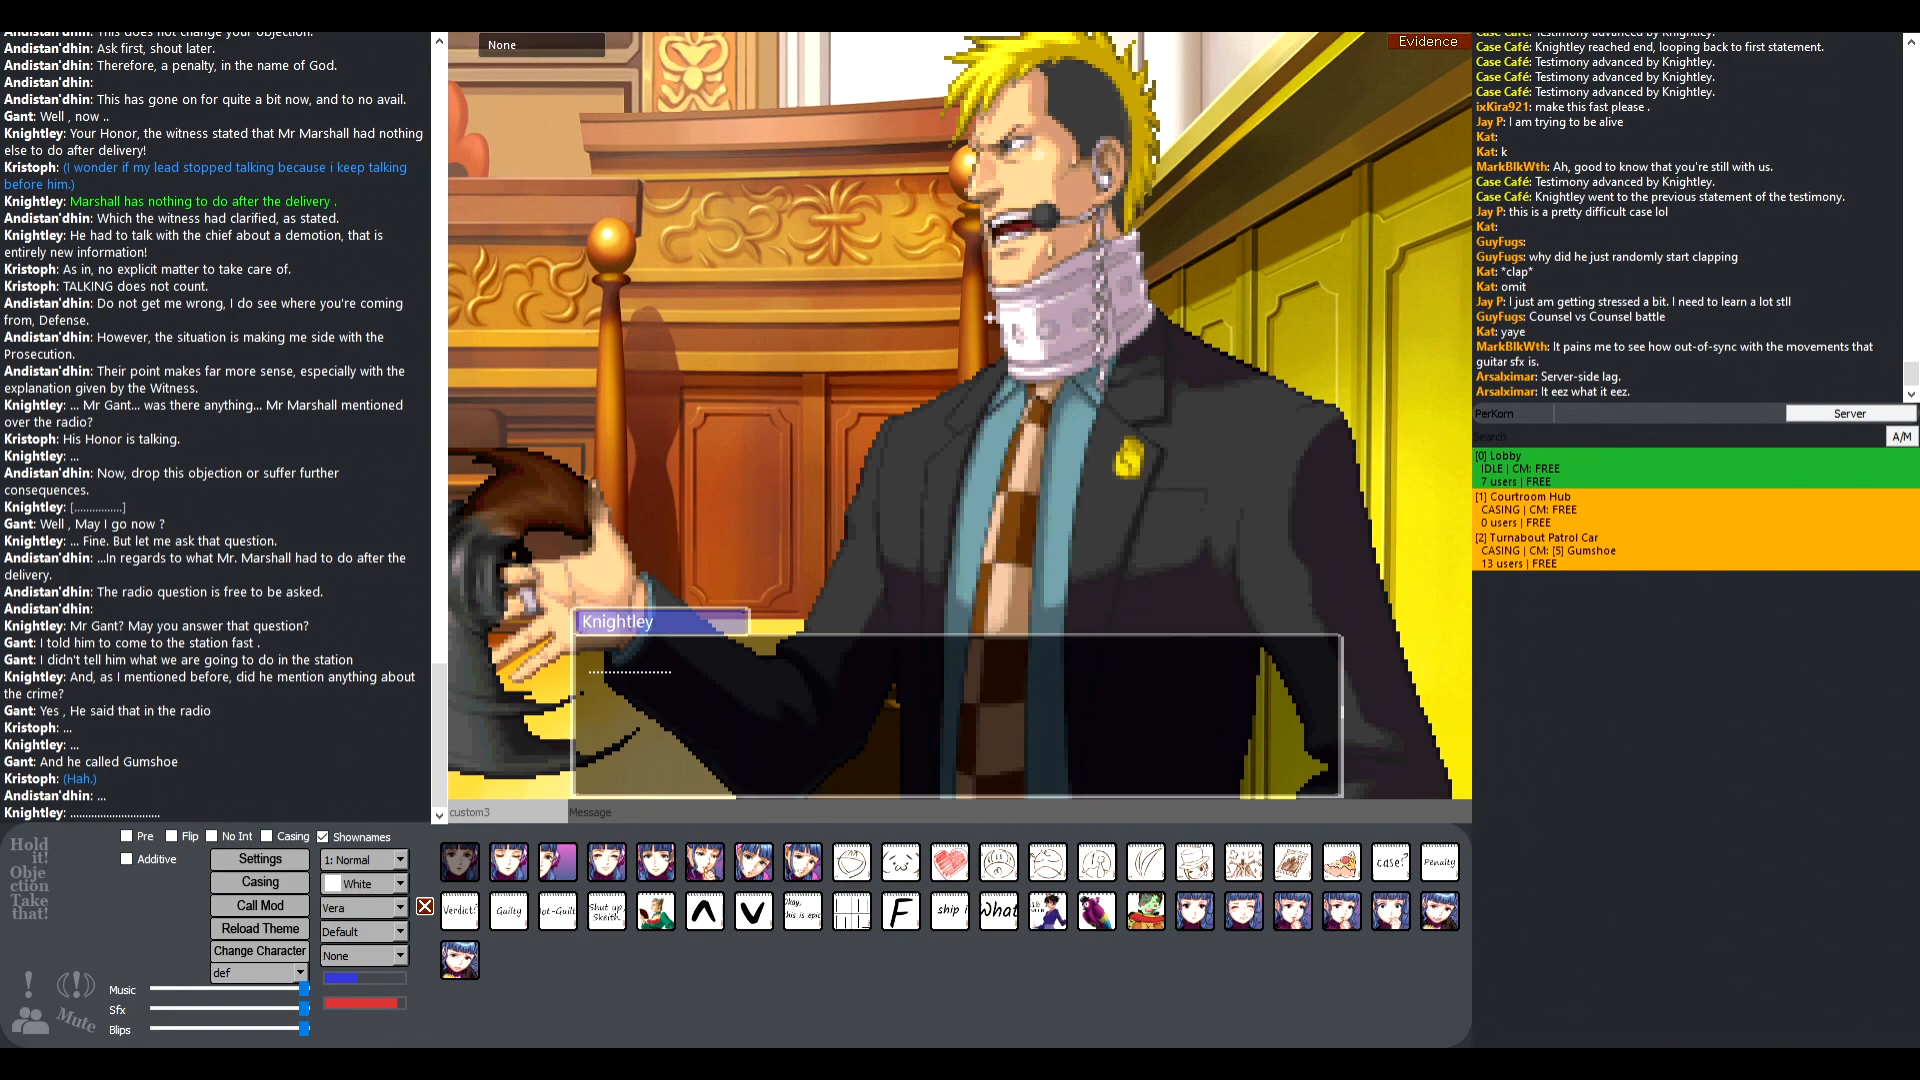 Andistan'dhin: This does not change your objection.
Andistan'dhin: Ask first, shout later.
Andistan'dhin: Therefore, a penalty, in the name of God.
Andistan'dhin:
Andistan'dhin: This has gone on for quite a bit now, and to no avail.
Gant: Well , now ..
Knightley: Your Honor, the witness stated that Mr Marshall had nothing
else to do after delivery!
Kristoph: (I wonder if my lead stopped talking because i keep talking
before him.)
Knightley: Marshall has nothing to do after the delivery .
Andistan'dhin: Which the witness had clarified, as stated.
Knightley: He had to talk with the chief about a demotion, that is
entirely new information!
Kristoph: As in, no explicit matter to take care of.
Kristoph: TALKING does not count.
Andistan'dhin: Do not get me wrong, I do see where you're coming
from, Defense.
Andistan'dhin: However, the situation is making me side with the
Prosecution.
Andistan'dhin: Their point makes far more sense, especially with the
explanation given by the Witness.
Knightley: ... Mr Gant... was there anything... Mr Marshall mentioned
over the radio?
Kristoph: His Honor is talking.
Knightley: ...
Andistan'dhin: Now, drop this objection or suffer further
consequences.
Knightley: [...............]
Gant: Well , May I go now ?
Knightley: ... Fine. But let me ask that question.
Andistan'dhin: ...In regards to what Mr. Marshall had to do after the
delivery.
Andistan'dhin: The radio question is free to be asked.
Andistan'dhin:
Knightley: Mr Gant? May you answer that question?
Gant: I told him to come to the station fast .
Gant: I didn't tell him what we are going to do in the station
Knightley: And, as I mentioned before, did he mention anything about
the crime?
Gant: Yes , He said that in the radio
Kristoph: ...
Knightley: ...
Gant: And he called Gumshoe
Kristoph: (Hah.)
Andistan'dhin: ...
Knightley: .............................
None
Evidence
Knightley
.....................
custom3
Message
Case Café: Testimony advanced by Knightley.
Case Café: Knightley reached end, looping back to first statement.
Case Café: Testimony advanced by Knightley.
Case Café: Testimony advanced by Knightley.
Case Café: Testimony advanced by Knightley.
ixKira921: make this fast please .
Jay P: I am trying to be alive
Kat:
Kat: k
MarkBlkWth: Ah, good to know that you're still with us.
Case Café: Testimony advanced by Knightley.
Case Café: Knightley went to the previous statement of the testimony.
Jay P: this is a pretty difficult case lol
Kat:
GuyFugs:
GuyFugs: why did he just randomly start clapping
Kat: *clap*
Kat: omit
Jay P: I just am getting stressed a bit. I need to learn a lot stll
GuyFugs: Counsel vs Counsel battle
Kat: yaye
MarkBlkWth: It pains me to see how out-of-sync with the movements that
guitar sfx is.
Arsalximar: Server-side lag.
Arsalximar: It eez what it eez.
PerKorn
Server
Search
A/M
[0] Lobby
IDLE | CM: FREE
7 users | FREE
[1] Courtroom Hub
CASING | CM: FREE
0 users | FREE
[2] Turnabout Patrol Car
CASING | CM: [5] Gumshoe
13 users | FREE
Hold
it!
Obje
ction
Take
that!
Pre
Flip
No Int
Casing
Shownames
Additive
Settings
Casing
Call Mod
Reload Theme
Change Character
def
1: Normal
White
Vera
Default
None
!
(!)
Mute
Music
Sfx
Blips
case?
Penalty
Verdict?
Guilty
ot-Guilt
Shut up, Skeith.
Okay, his is epic
F
ship i
What